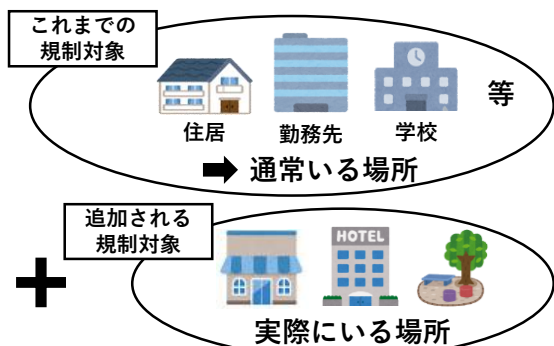 これまでの
規制対象
住居
勤務先
学校
等
➡ 通常いる場所
追加される
規制対象
+
HOTEL
実際にいる場所